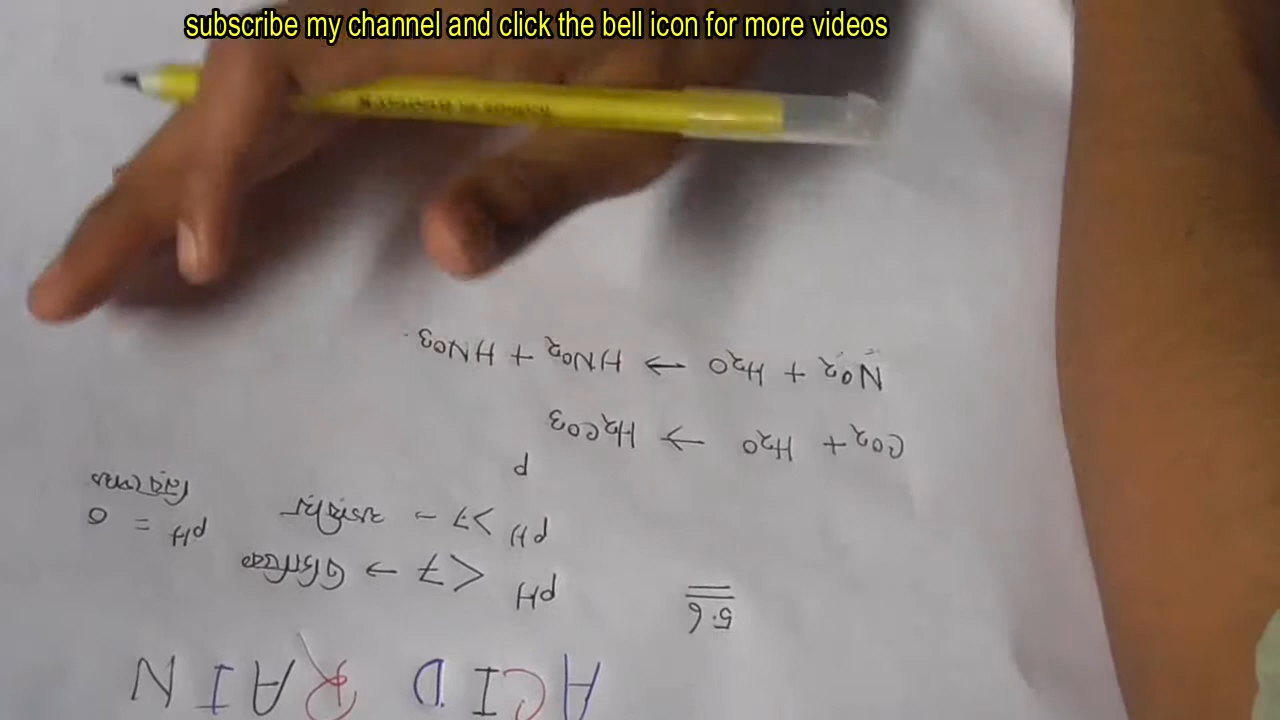 subscribe my channel and click the bell icon for more videos
ACID RAIN
5.6
pH > 7 →
pH < 7 -
pH = 0
P
CO2 + H2O → H2CO3
NO2 + H2O → HNO2 + HNO3